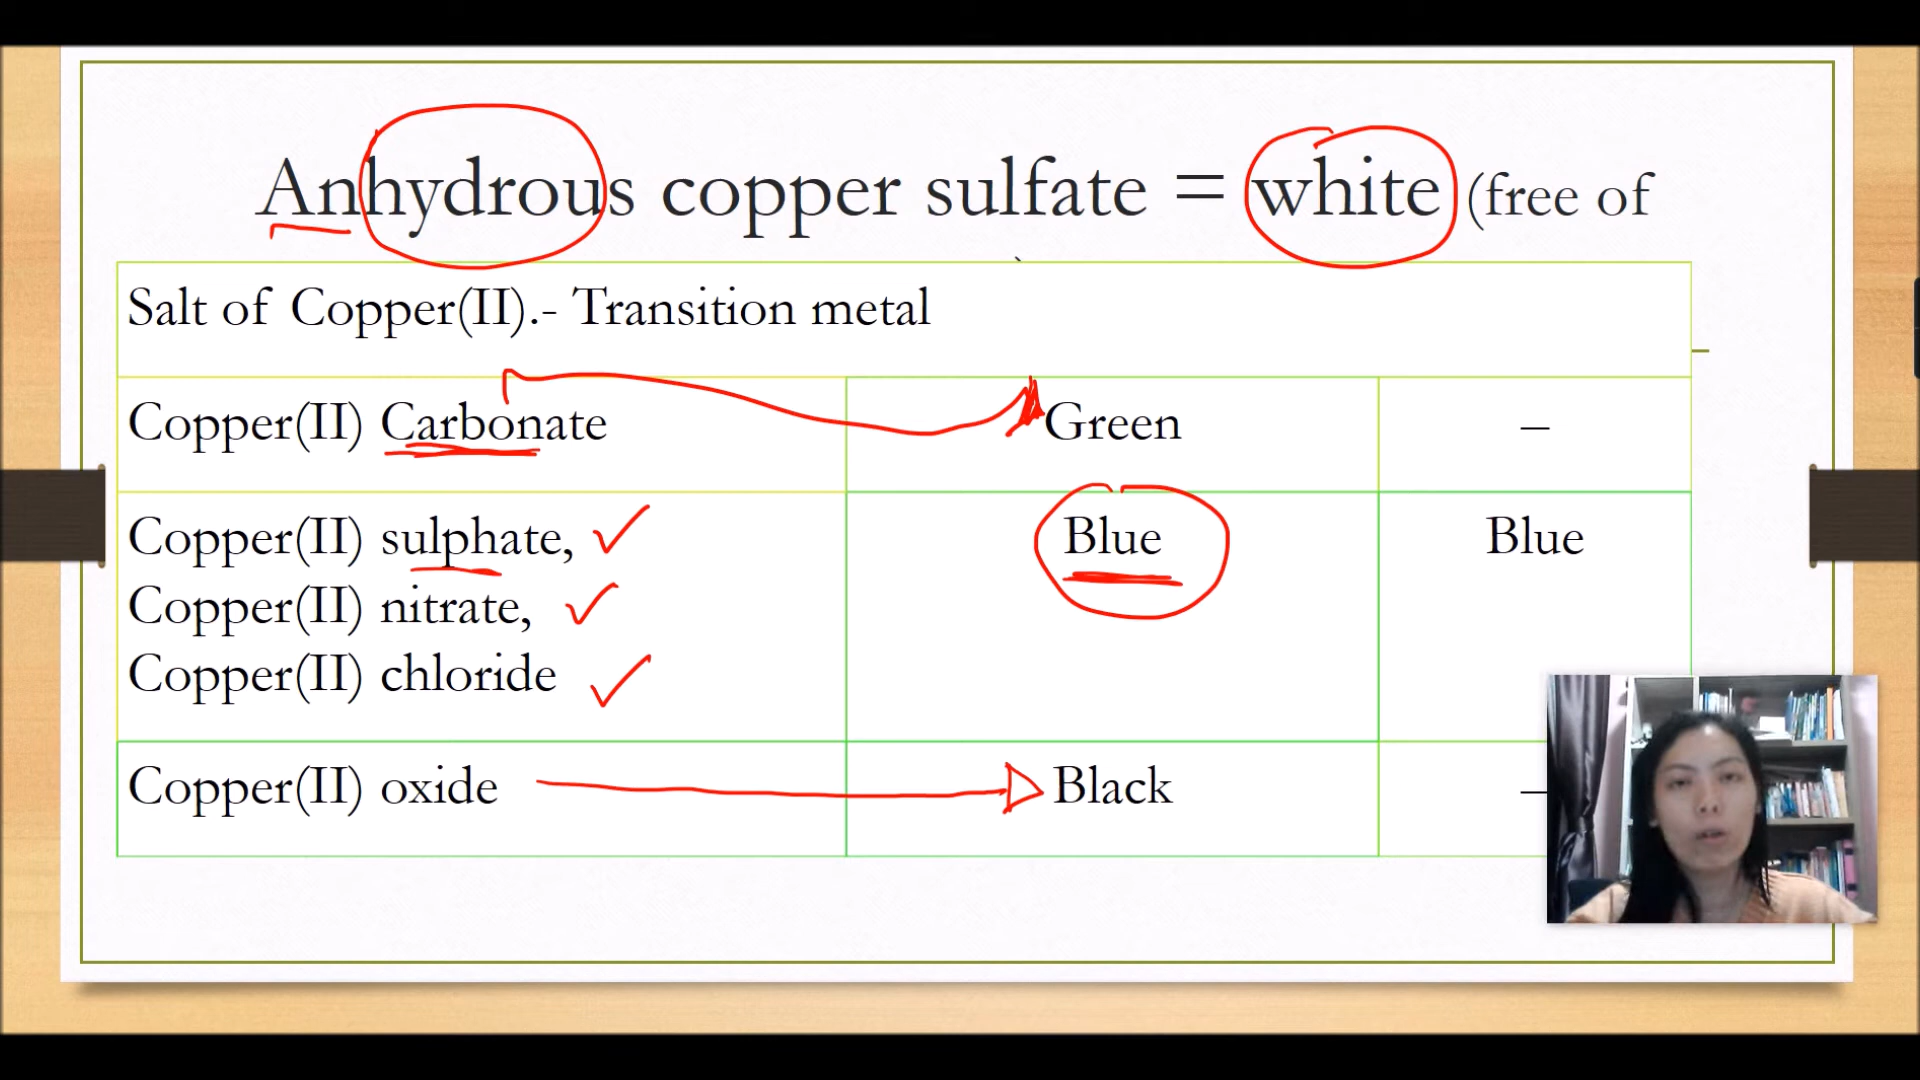 Anhydrous copper sulfate = white (free of
Salt of Copper(II).- Transition metal
Copper(II) Carbonate Green –
Copper(II) sulphate, Blue Blue
Copper(II) nitrate,
Copper(II) chloride
Copper(II) oxide Black –